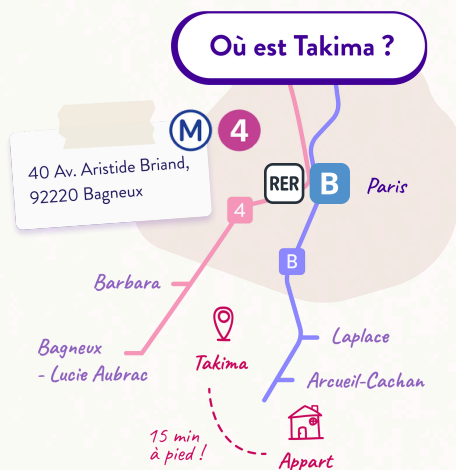 Où est Takima ?
M 4
40 Av. Aristide Briand,
92220 Bagneux
RER B Paris
4
B
Barbara
Laplace
Bagneux
- Lucie Aubrac
Takima
Arcueil-Cachan
15 min
à pied !
Appart